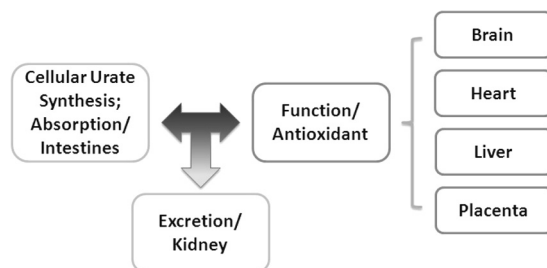 Cellular Urate
Synthesis;
Absorption/
Intestines
Function/
Antioxidant
Excretion/
Kidney
Brain
Heart
Liver
Placenta